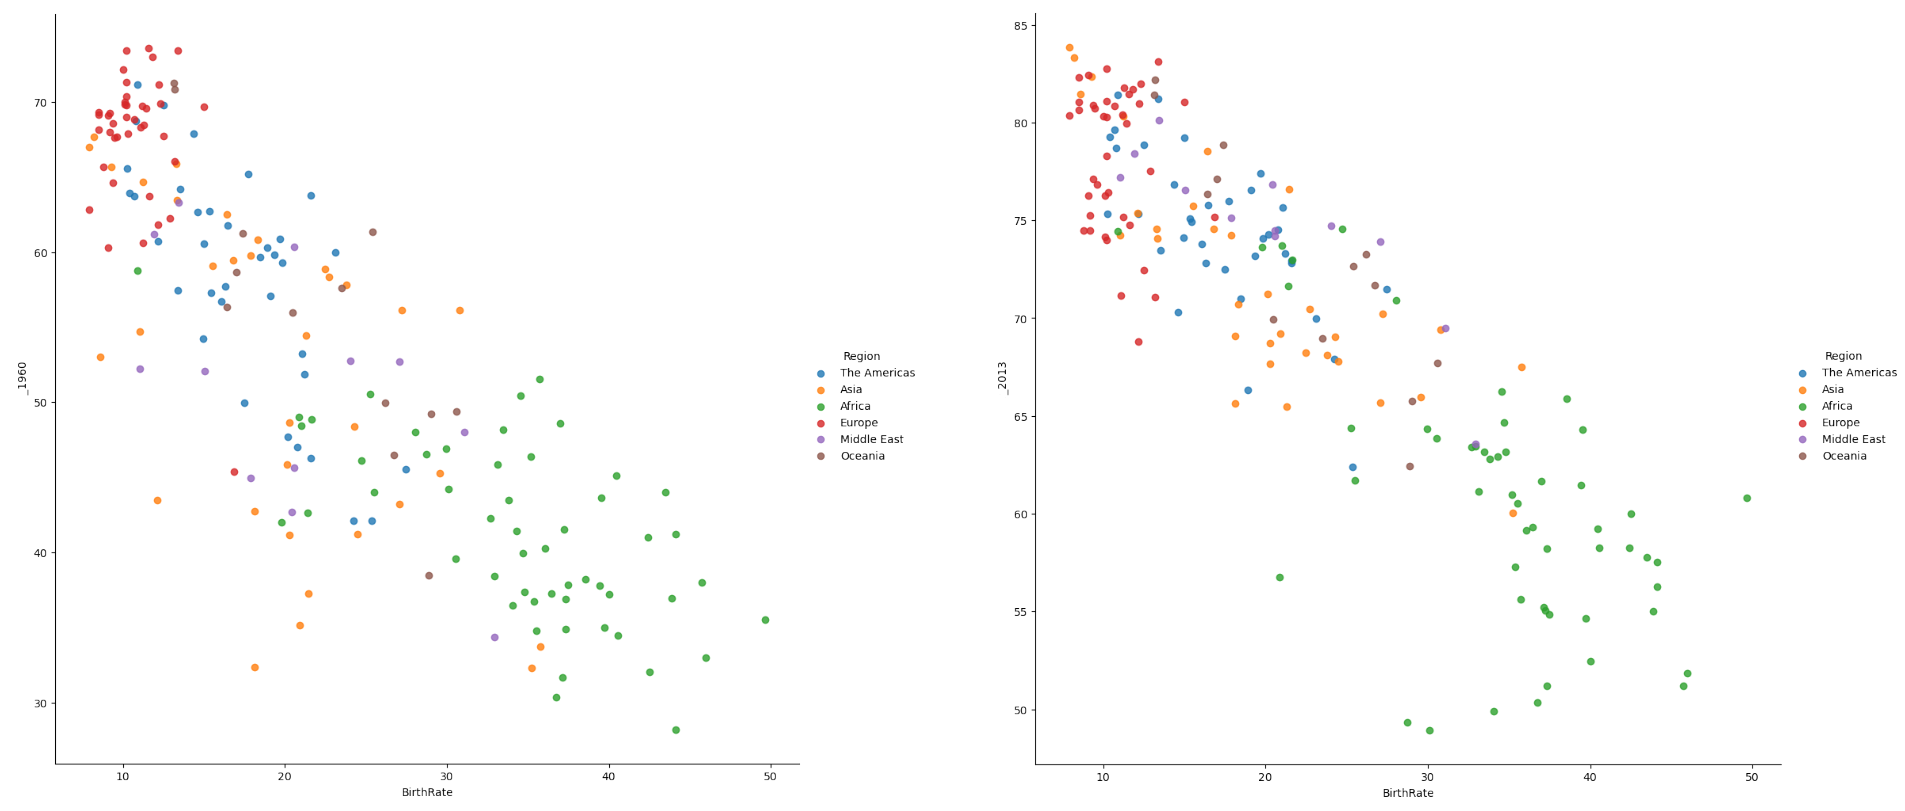 70
60
50
40
30
_1960
10
20
30
40
50
BirthRate
Region
The Americas
Asia
Africa
Europe
Middle East
Oceania
85
80
75
70
65
60
55
50
_2013
10
20
30
40
50
BirthRate
Region
The Americas
Asia
Africa
Europe
Middle East
Oceania